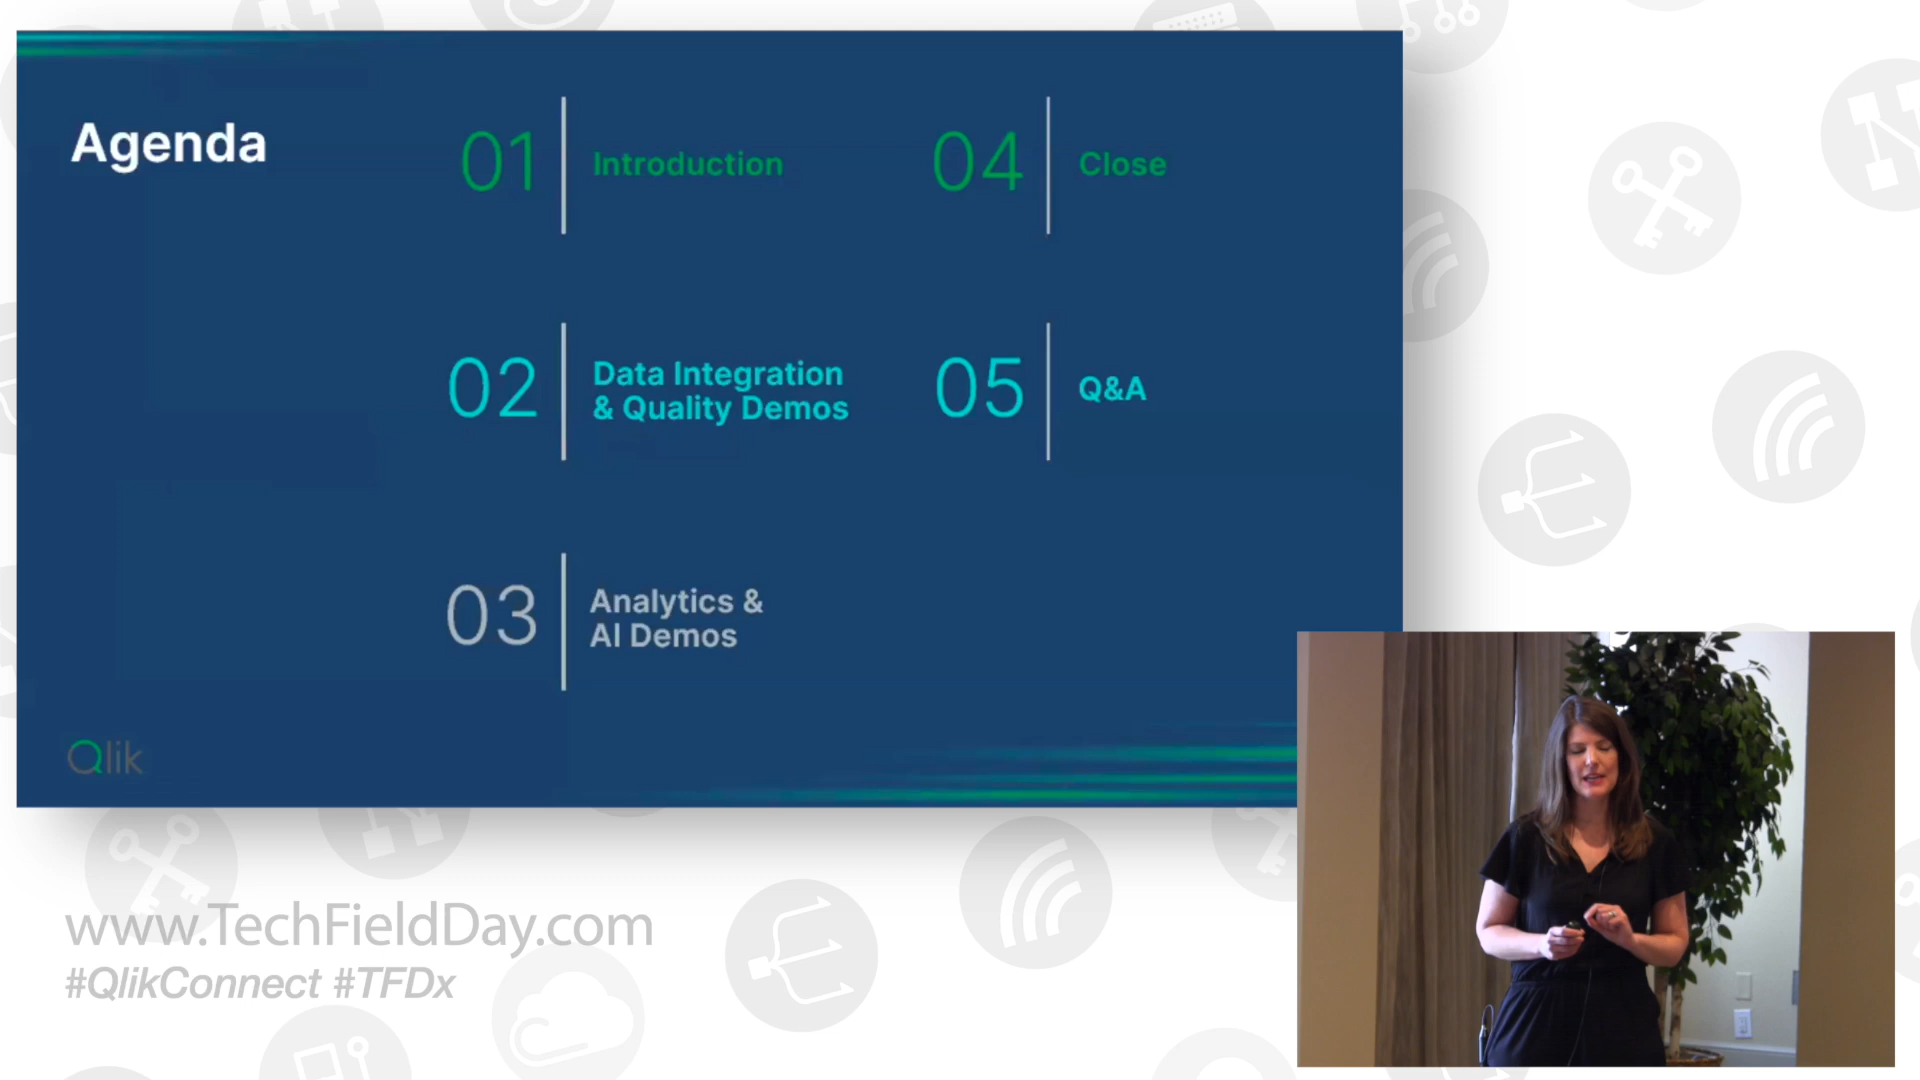 Agenda
01
Introduction
02
Data Integration
& Quality Demos
03
Analytics &
AI Demos
04
Close
05
Q&A
Qlik
www.TechFieldDay.com
#QlikConnect #TFDx